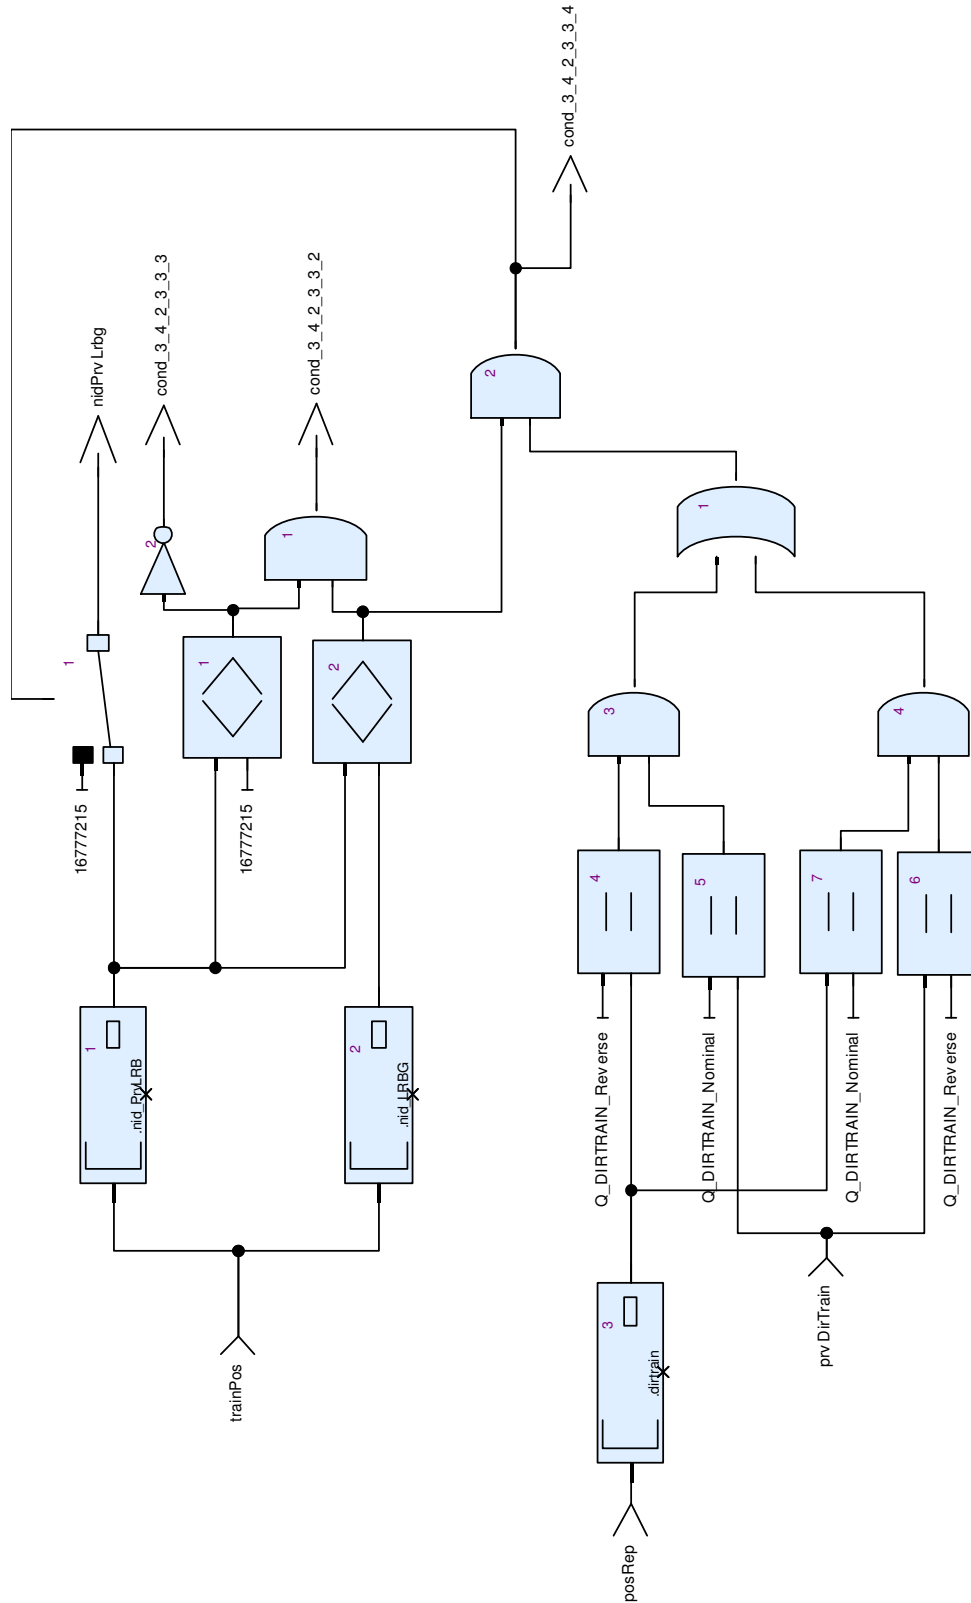 1
16777215
1
.nid_PrvLRB
nidPrvLrbg
2
cond_3_4_2_3_3_3
1
16777215
trainPos
1
cond_3_4_2_3_3_2
2
2
.nid_LRBG
2
cond_3_4_2_3_3_4
4
Q_DIRTRAIN_Reverse
3
3
.dirtrain
posRep
5
Q_DIRTRAIN_Nominal
1
7
Q_DIRTRAIN_Nominal
prvDirTrain
4
6
Q_DIRTRAIN_Reverse